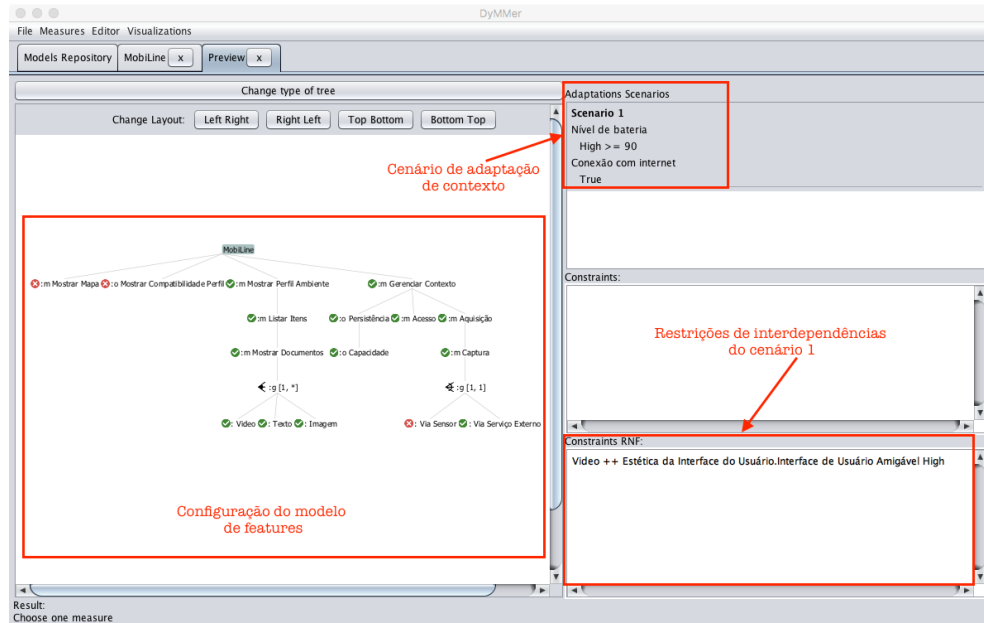 DyMMer
File Measures Editor Visualizations
Models Repository MobiLine x Preview x
Change type of tree
Change Layout: Left Right Right Left Top Bottom Bottom Top
Adaptations Scenarios
Scenario 1
Nível de bateria
High >= 90
Conexão com internet
True
Cenário de adaptação
de contexto
MobiLine
:m Mostrar Mapa :o Mostrar Compatibilidade Perfil :m Mostrar Perfil Ambiente :m Gerenciar Contexto
:m Listar Itens :o Persistência :m Acesso :m Aquisição
:m Mostrar Documentos :o Capacidade :m Captura
:g [1, *] :g [1, 1]
: Video : Texto : Imagem : Via Sensor : Via Serviço Externo
Configuração do modelo
de features
Constraints:
Restrições de interdependências
do cenário 1
Constraints RNF:
Video ++ Estética da Interface do Usuário.Interface de Usuário Amigável High
Result:
Choose one measure